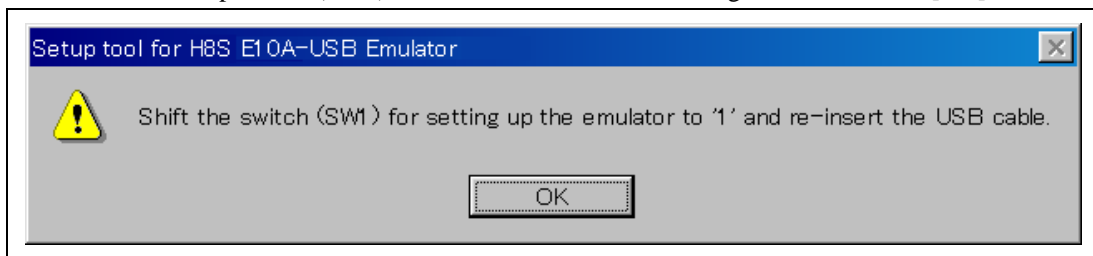 Setup tool for H8S E10A-USB Emulator
Shift the switch (SW1) for setting up the emulator to '1' and re-insert the USB cable.
OK